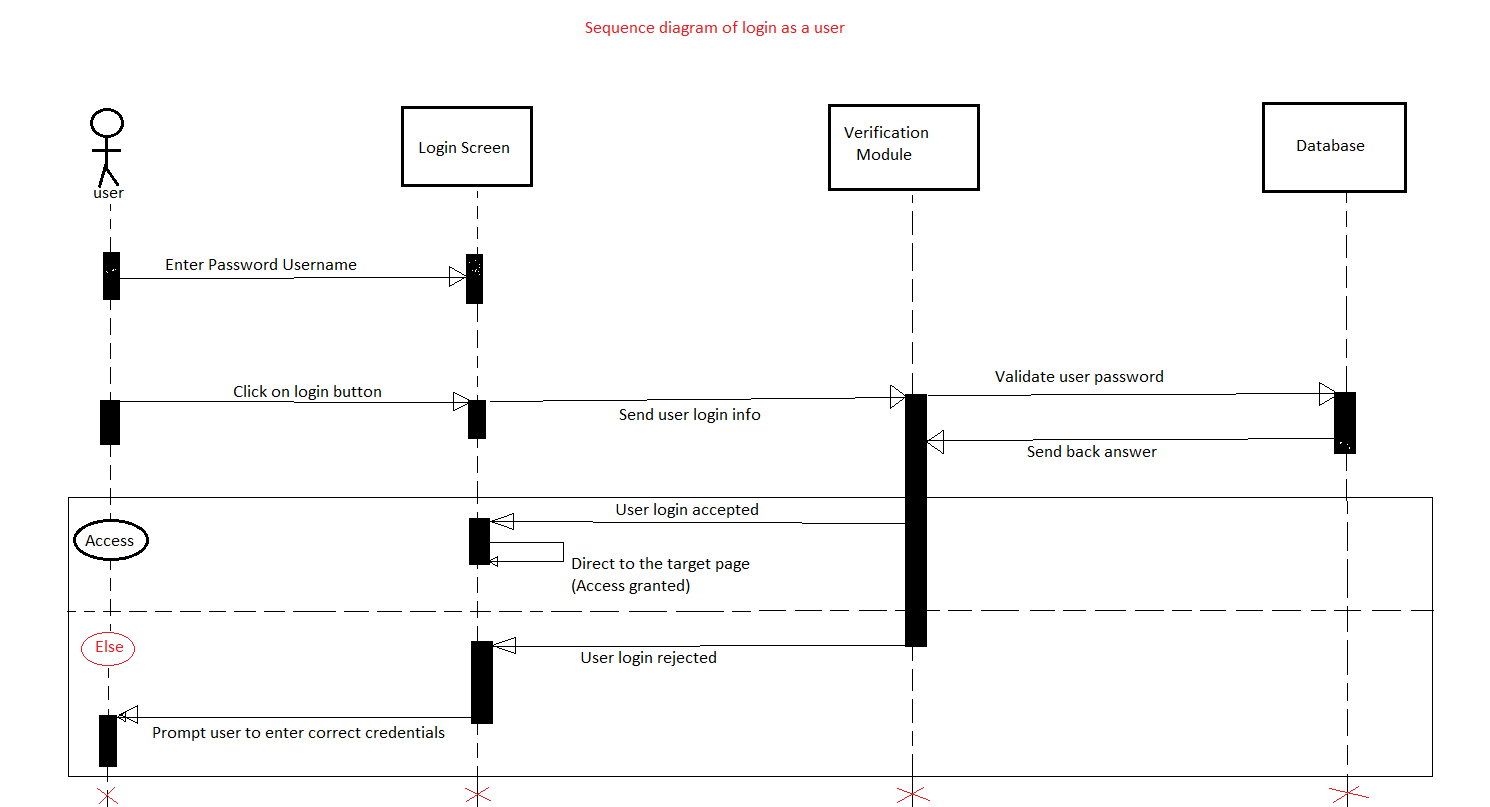 Sequence diagram of login as a user
user
Login Screen
Verification
Module
Database
Enter Password Username
Click on login button
Send user login info
Validate user password
Send back answer
User login accepted
Access
Direct to the target page
(Access granted)
Else
User login rejected
Prompt user to enter correct credentials